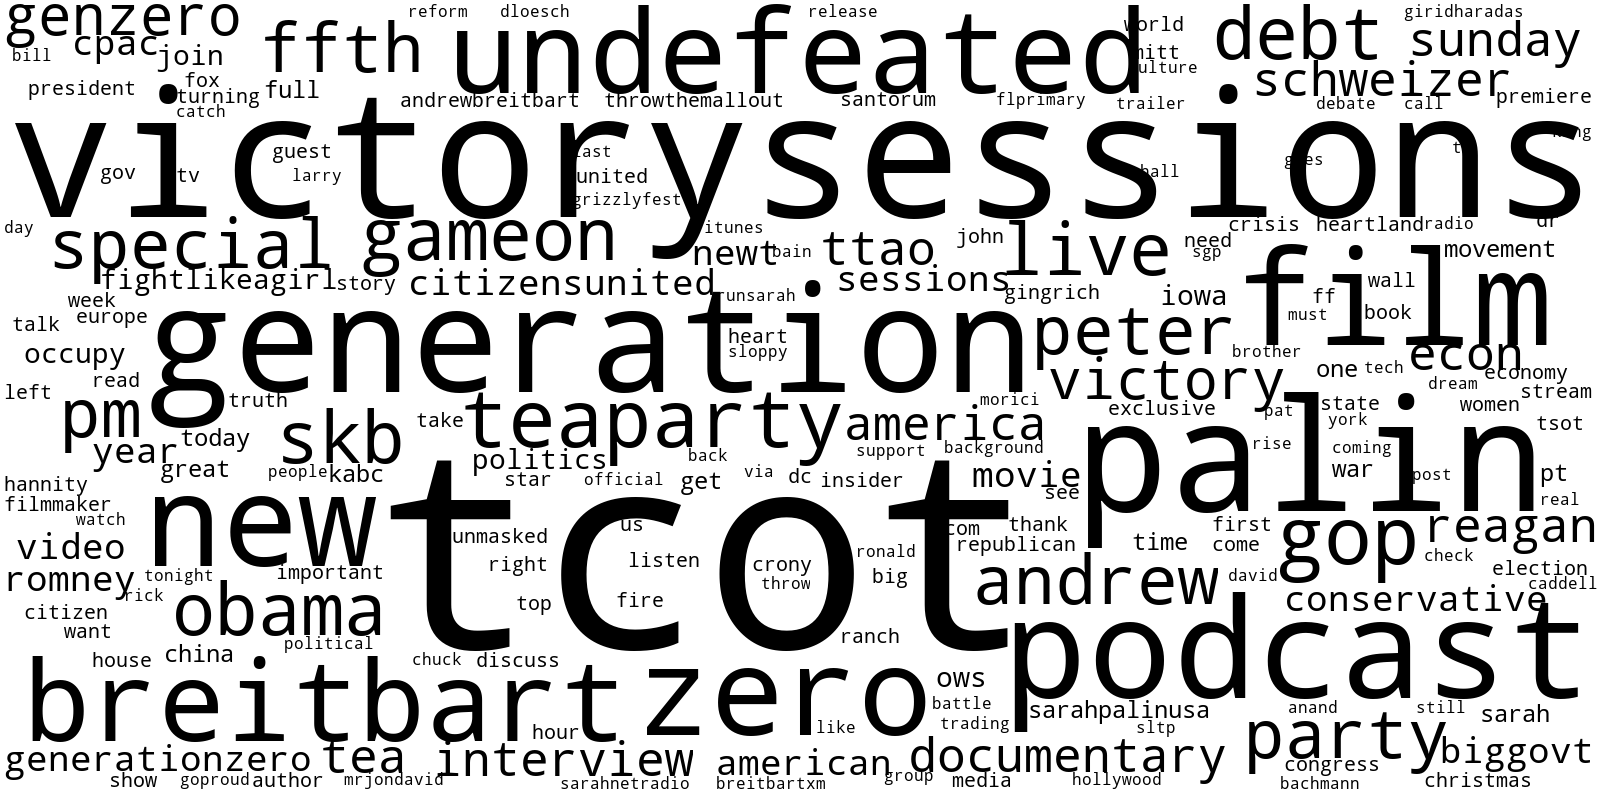 genzero
reform
dloesch
release
world
giridharadas
cpac
join
ffth
undefeated
mitt
debt
sunday
bill
fox
culture
schweizer
president
turning
full
andrewbreitbart
throwthemallout
santorum
flprimary
trailer
debate
call
premiere
catch
victorysessions
guest
last
gov
tv
larry
united
hall
goes
grizzlyfest
day
special
gameon
itunes
newt
bain
ttao
john
live
need
sgp
crisis
heartland
radio
dr
movement
fightlikeagirl
story
citizensunited
runsarah
sessions
gingrich
iowa
film
wall
ff
must
book
week
europe
talk
generation
heart
sloppy
peter
brother
econ
occupy
read
left
victory
one
tech
economy
dream
stream
pm
truth
skb
take
teaparty
america
morici
exclusive
pat
state
york
women
tsot
year
today
politics
back
support
background
palin
rise
coming
great
people
kabc
star
official
get
via
dc
insider
movie
see
war
post
pt
hannity
filmmaker
watch
new
tcot
real
unmasked
us
com
thank
first
gop
reagan
video
right
listen
crony
throw
ronald
big
republican
time
come
check
romney
tonight
important
andrew
david
election
caddell
rick
citizen
want
obama
top
fire
conservative
political
ranch
house
china
chuck
discuss
podcast
breitbart
zero
ows
battle
trading
like
hour
sarahpalinusa
sltp
anand
still
sarah
generationzero
tea
interview
american
documentary
party
biggovt
show
goproud
author
mrjondavid
sarahnetradio
breitbartxm
group
media
hollywood
congress
bachmann
christmas